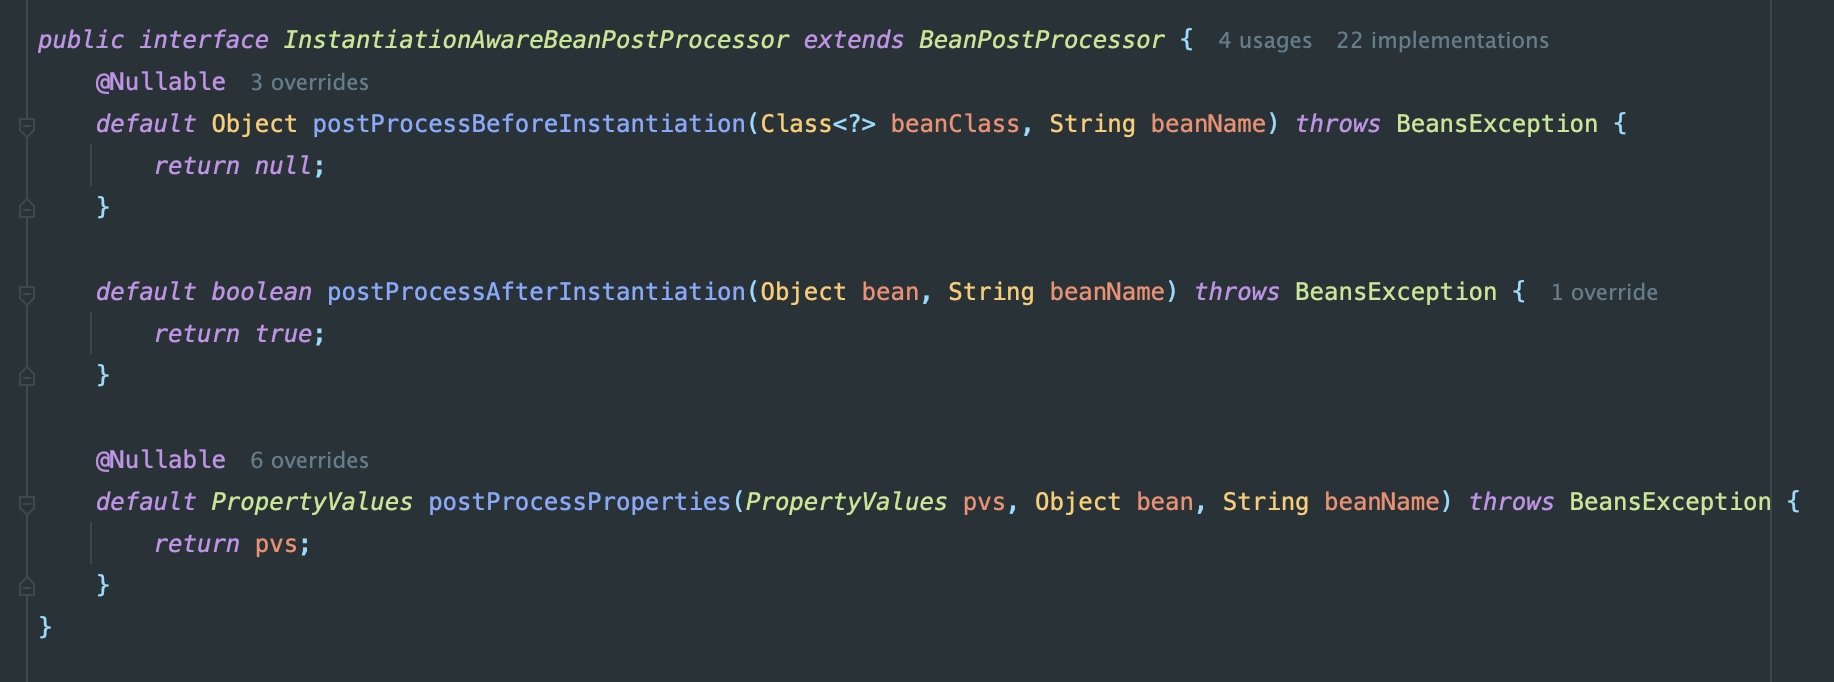 public interface InstantiationAwareBeanPostProcessor extends BeanPostProcessor { 4 usages 22 implementations
@Nullable 3 overrides
default Object postProcessBeforeInstantiation(Class<?> beanClass, String beanName) throws BeansException {
return null;
}
default boolean postProcessAfterInstantiation(Object bean, String beanName) throws BeansException { 1 override
return true;
}
@Nullable 6 overrides
default PropertyValues postProcessProperties(PropertyValues pvs, Object bean, String beanName) throws BeansException {
return pvs;
}
}